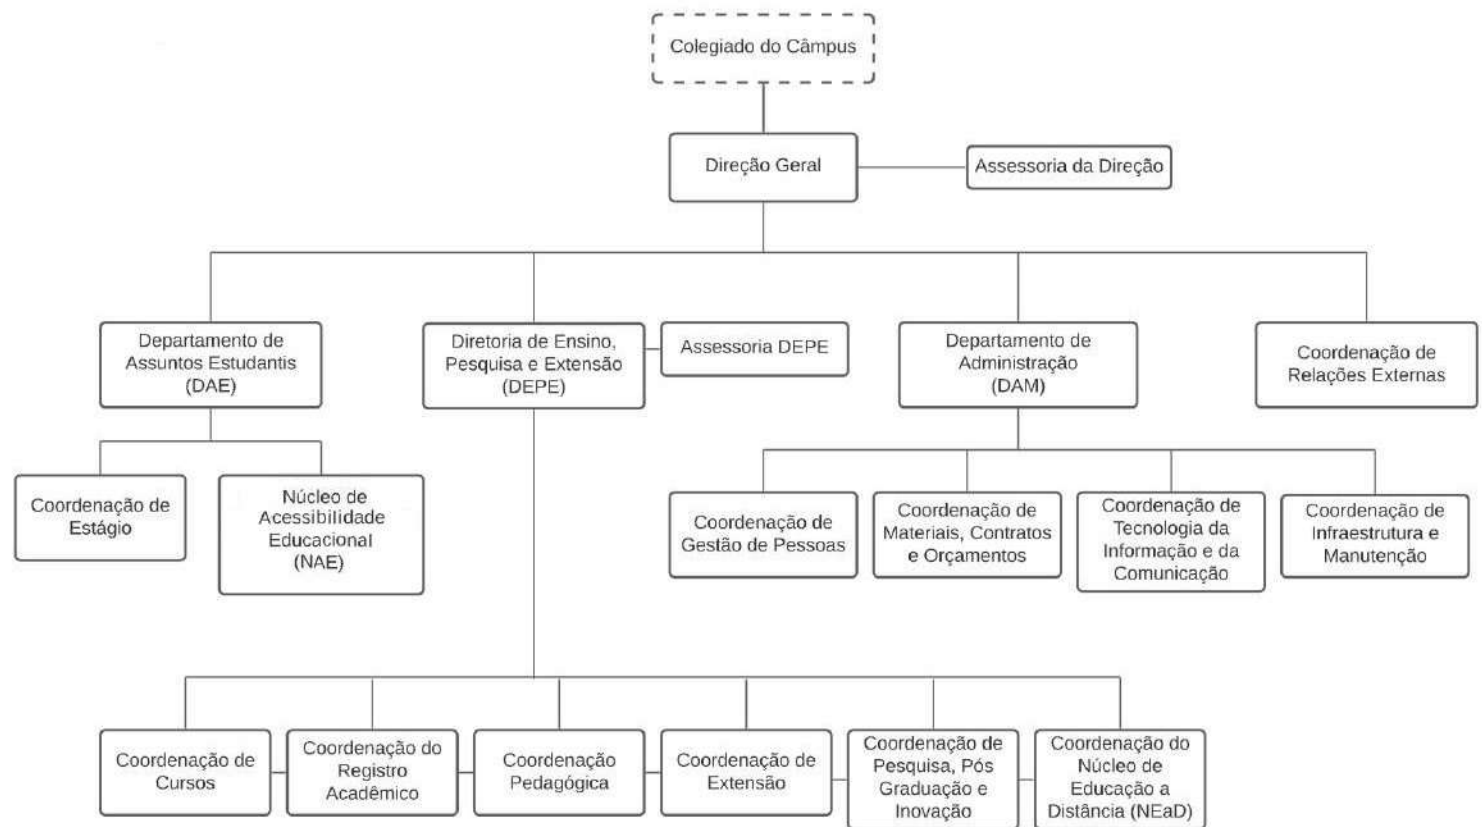 Colegiado do Câmpus
Direção Geral
Assessoria da Direção
Departamento de
Assuntos Estudantis
(DAE)
Diretoria de Ensino,
Pesquisa e Extensão
(DEPE)
Assessoria DEPE
Departamento de
Administração
(DAM)
Coordenação de
Relações Externas
Coordenação de
Estágio
Núcleo de
Acessibilidade
Educacional
(NAE)
Coordenação de
Gestão de Pessoas
Coordenação de
Materiais, Contratos
e Orçamentos
Coordenação de
Tecnologia da
Informação e da
Comunicação
Coordenação de
Infraestrutura e
Manutenção
Coordenação de
Cursos
Coordenação do
Registro
Acadêmico
Coordenação
Pedagógica
Coordenação de
Extensão
Coordenação de
Pesquisa, Pós
Graduação e
Inovação
Coordenação do
Núcleo de
Educação a
Distância (NEaD)